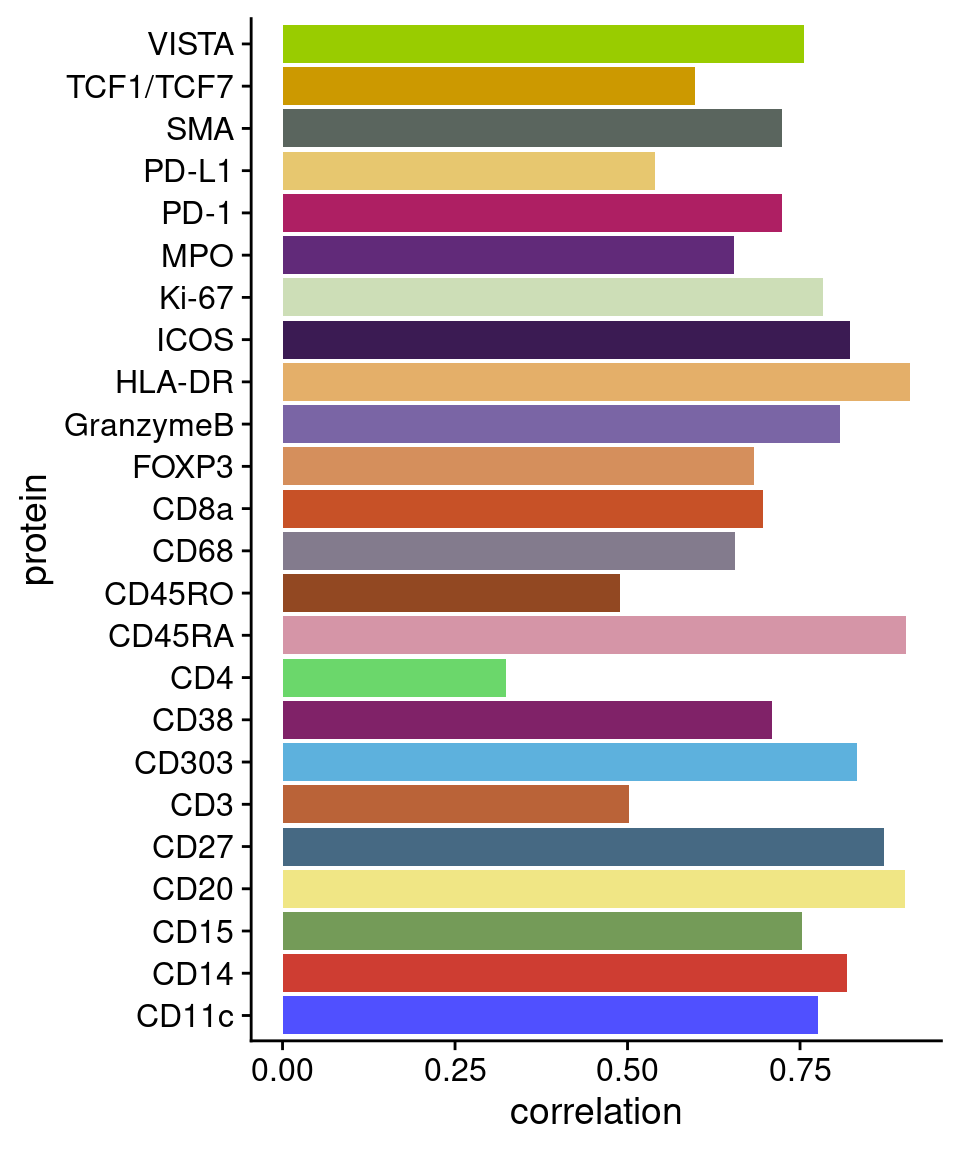 VISTA
TCF1/TCF7
SMA
PD-L1
PD-1
MPO
Ki-67
ICOS
HLA-DR
GranzymeB
FOXP3
CD8a
CD68
CD45RO
CD45RA
CD4
CD38
CD303
CD3
CD27
CD20
CD15
CD14
CD11c
protein
0.00 0.25 0.50 0.75
correlation